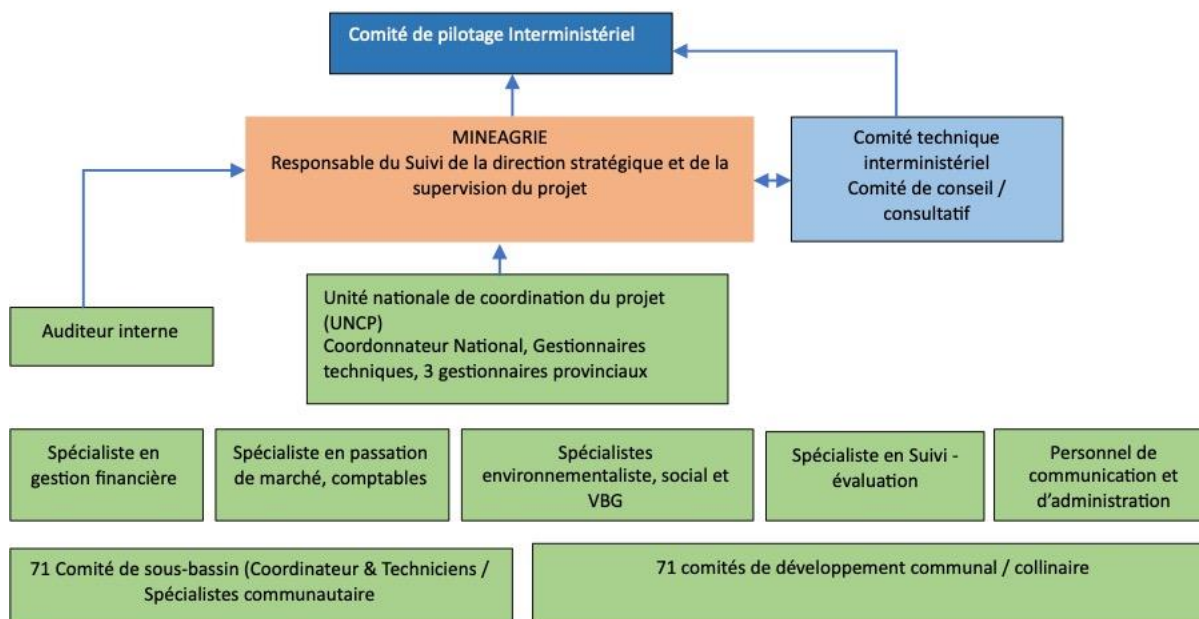 Comité de pilotage Interministériel
MINEAGRIE
Responsable du Suivi de la direction stratégique et de la
supervision du projet
Comité technique
interministériel
Comité de conseil /
consultatif
Auditeur interne
Unité nationale de coordination du projet
(UNCP)
Coordonnateur National, Gestionnaires
techniques, 3 gestionnaires provinciaux
Spécialiste en
gestion financière
Spécialiste en passation
de marché, comptables
Spécialistes
environnementaliste, social et
VBG
Spécialiste en Suivi -
évaluation
Personnel de
communication et
d’administration
71 Comité de sous-bassin (Coordinateur & Techniciens /
Spécialistes communautaire
71 comités de développement communal / collinaire